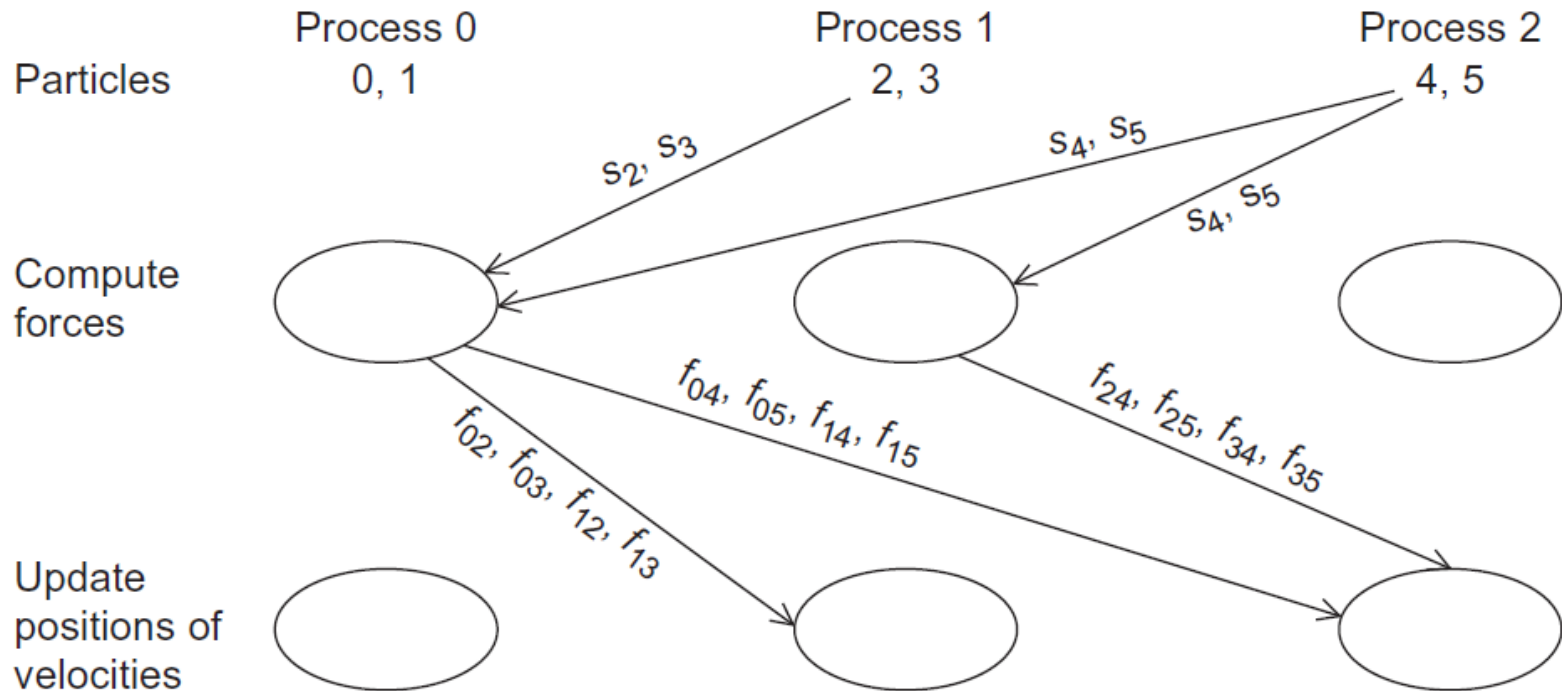 Process 0 Process 1 Process 2
Particles 0, 1 2, 3 4, 5
s2, s3
s4, s5
s4, s5
Compute
forces
f02, f03, f12, f13
f04, f05, f14, f15
f24, f25, f34, f35
Update
positions of
velocities